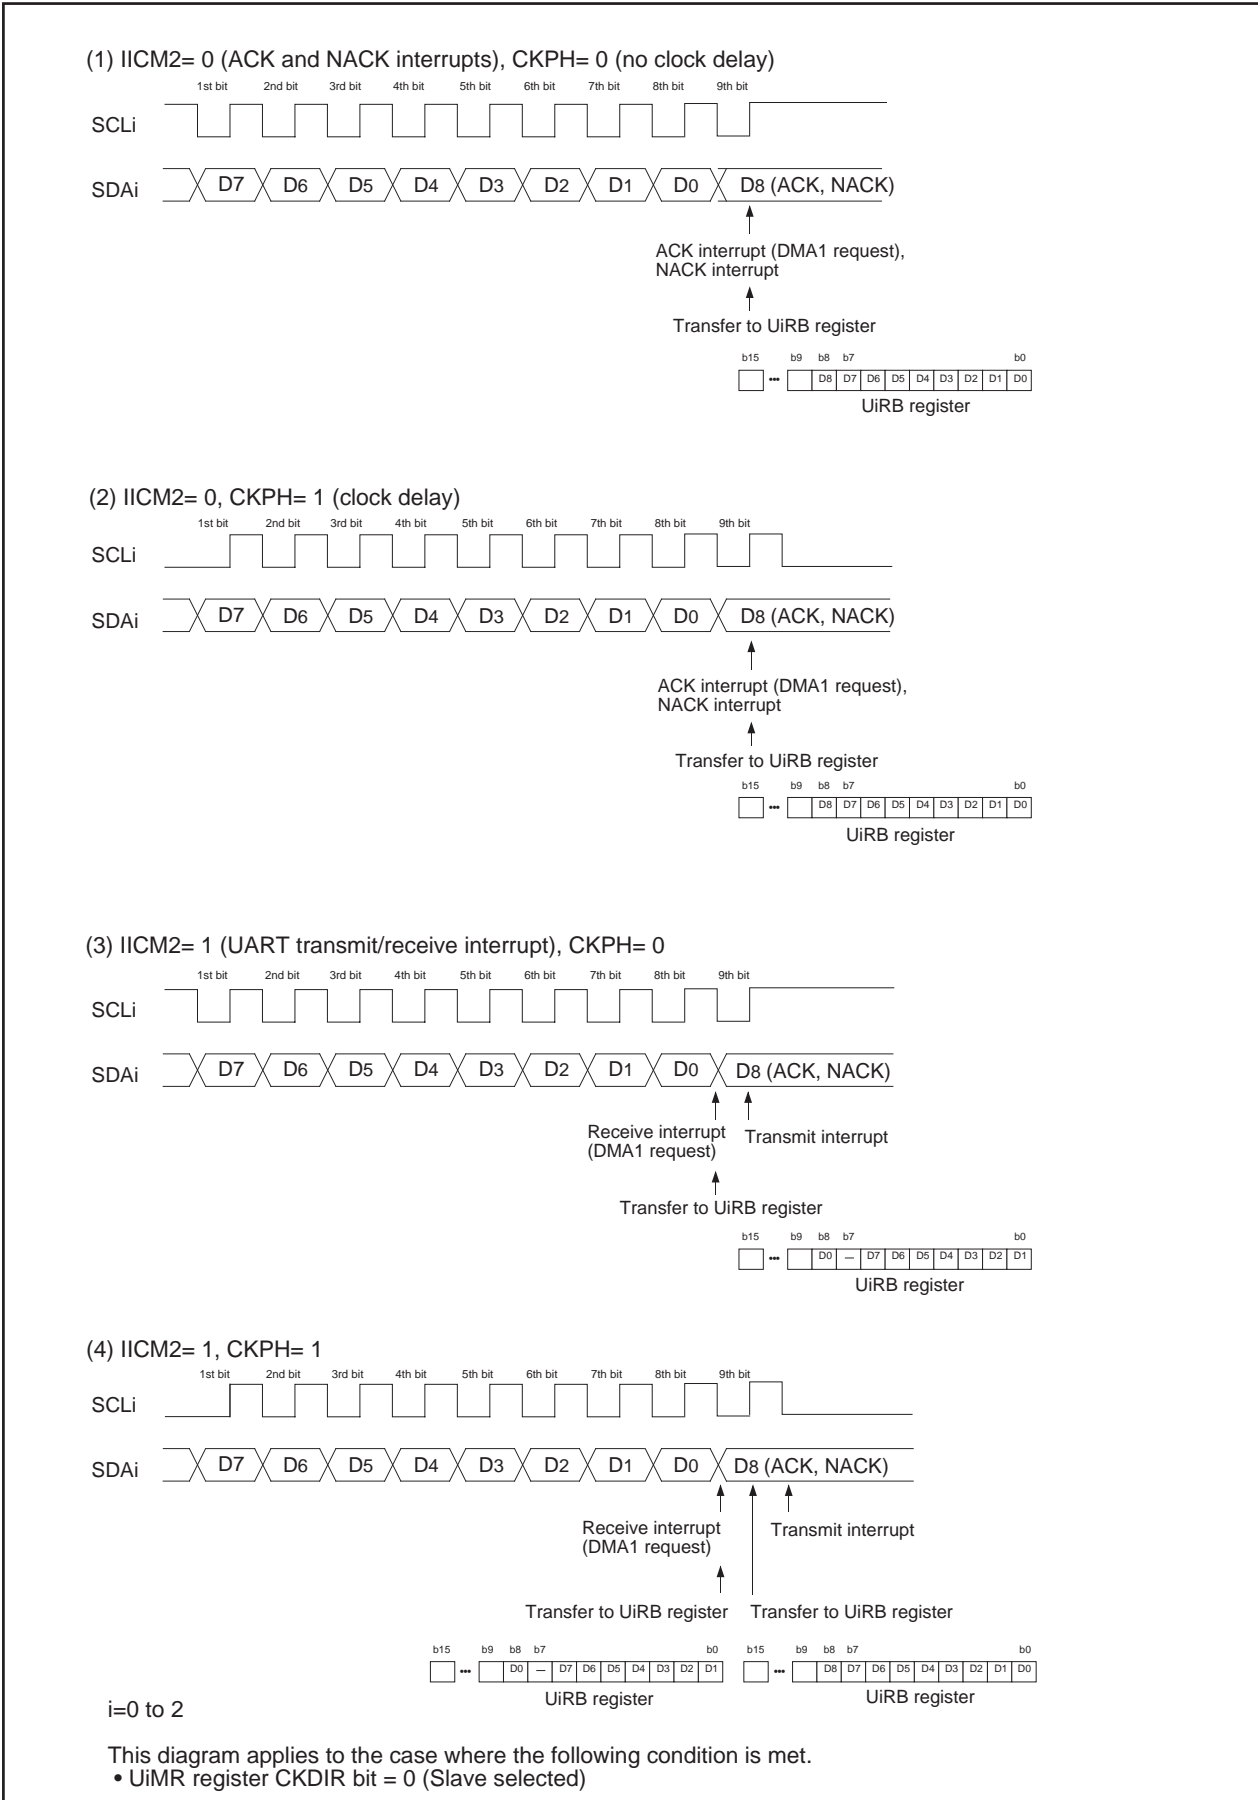 (1) IICM2= 0 (ACK and NACK interrupts), CKPH= 0 (no clock delay)
1st bit 2nd bit 3rd bit 4th bit 5th bit 6th bit 7th bit 8th bit 9th bit
SCLi
SDAi D7 D6 D5 D4 D3 D2 D1 D0 D8 (ACK, NACK)
ACK interrupt (DMA1 request),
NACK interrupt
Transfer to UiRB register
b15 b9 b8 b7 b0
••• D8 D7 D6 D5 D4 D3 D2 D1 D0
UiRB register
(2) IICM2= 0, CKPH= 1 (clock delay)
1st bit 2nd bit 3rd bit 4th bit 5th bit 6th bit 7th bit 8th bit 9th bit
SCLi
SDAi D7 D6 D5 D4 D3 D2 D1 D0 D8 (ACK, NACK)
ACK interrupt (DMA1 request),
NACK interrupt
Transfer to UiRB register
b15 b9 b8 b7 b0
••• D8 D7 D6 D5 D4 D3 D2 D1 D0
UiRB register
(3) IICM2= 1 (UART transmit/receive interrupt), CKPH= 0
1st bit 2nd bit 3rd bit 4th bit 5th bit 6th bit 7th bit 8th bit 9th bit
SCLi
SDAi D7 D6 D5 D4 D3 D2 D1 D0 D8 (ACK, NACK)
Receive interrupt Transmit interrupt
(DMA1 request)
Transfer to UiRB register
b15 b9 b8 b7 b0
••• D0 — D7 D6 D5 D4 D3 D2 D1
UiRB register
(4) IICM2= 1, CKPH= 1
1st bit 2nd bit 3rd bit 4th bit 5th bit 6th bit 7th bit 8th bit 9th bit
SCLi
SDAi D7 D6 D5 D4 D3 D2 D1 D0 D8 (ACK, NACK)
Receive interrupt Transmit interrupt
(DMA1 request)
Transfer to UiRB register Transfer to UiRB register
b15 b9 b8 b7 b0 b15 b9 b8 b7 b0
••• D0 — D7 D6 D5 D4 D3 D2 D1 ••• D8 D7 D6 D5 D4 D3 D2 D1 D0
UiRB register UiRB register
i=0 to 2
This diagram applies to the case where the following condition is met.
• UiMR register CKDIR bit = 0 (Slave selected)